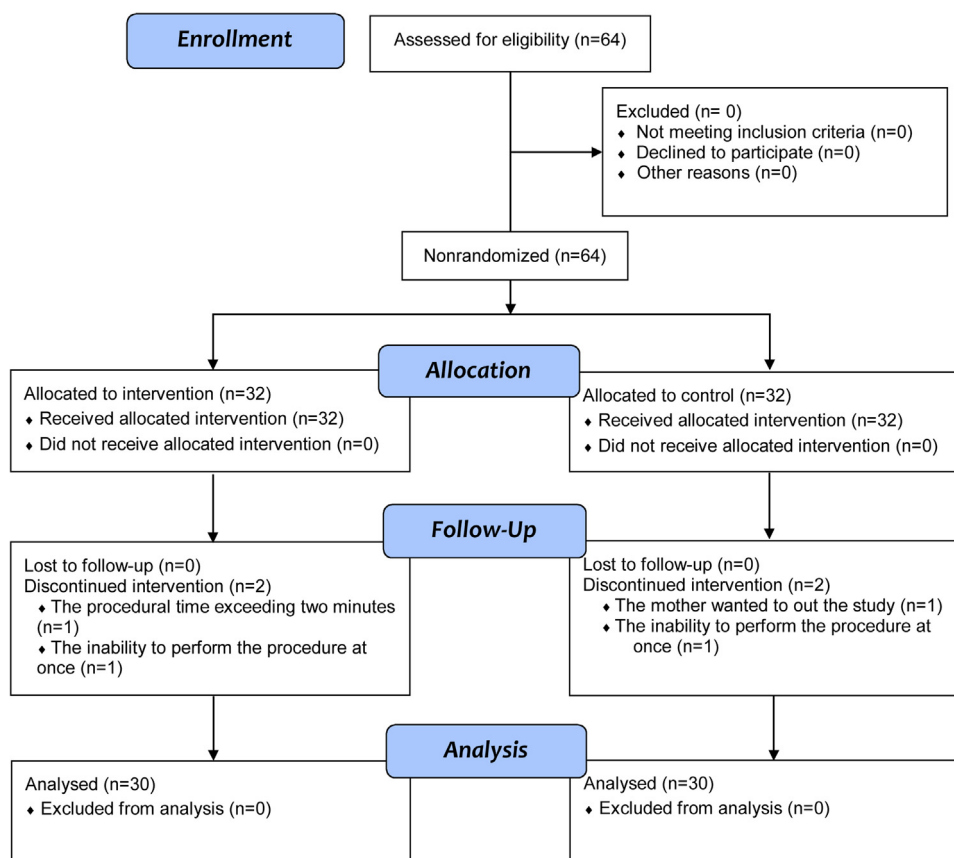 Enrollment
Assessed for eligibility (n=64)
Excluded (n= 0)
♦ Not meeting inclusion criteria (n=0)
♦ Declined to participate (n=0)
♦ Other reasons (n=0)
Nonrandomized (n=64)
Allocation
Allocated to intervention (n=32)
♦ Received allocated intervention (n=32)
♦ Did not receive allocated intervention (n=0)
Allocated to control (n=32)
♦ Received allocated intervention (n=32)
♦ Did not receive allocated intervention (n=0)
Follow-Up
Lost to follow-up (n=0)
Discontinued intervention (n=2)
♦ The procedural time exceeding two minutes
(n=1)
♦ The inability to perform the procedure at
once (n=1)
Lost to follow-up (n=0)
Discontinued intervention (n=2)
♦ The mother wanted to out the study (n=1)
♦ The inability to perform the procedure at
once (n=1)
Analysis
Analysed (n=30)
♦ Excluded from analysis (n=0)
Analysed (n=30)
♦ Excluded from analysis (n=0)